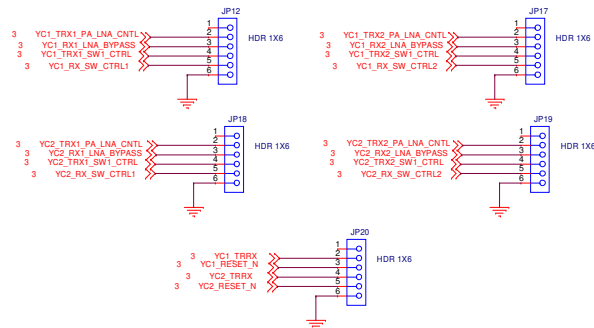 JP12
1
3 YC1_TRX1_PA_LNA_CNTL 2 HDR 1X6
3 YC1_RX1_LNA_BYPASS 3
3 YC1_TRX1_SW1_CTRL 4
3 YC1_RX_SW_CTRL1 5
6
JP17
1
3 YC1_TRX2_PA_LNA_CNTL 2 HDR 1X6
3 YC1_RX2_LNA_BYPASS 3
3 YC1_TRX2_SW1_CTRL 4
3 YC1_RX_SW_CTRL2 5
6
JP18
1
3 YC2_TRX1_PA_LNA_CNTL 2 HDR 1X6
3 YC2_RX1_LNA_BYPASS 3
3 YC2_TRX1_SW1_CTRL 4
3 YC2_RX_SW_CTRL1 5
6
JP19
1
3 YC2_TRX2_PA_LNA_CNTL 2 HDR 1X6
3 YC2_RX2_LNA_BYPASS 3
3 YC2_TRX2_SW1_CTRL 4
3 YC2_RX_SW_CTRL2 5
6
JP20
1
3 YC1_TRRX 2 HDR 1X6
3 YC1_RESET_N 3
3 YC2_TRRX 4
3 YC2_RESET_N 5
6